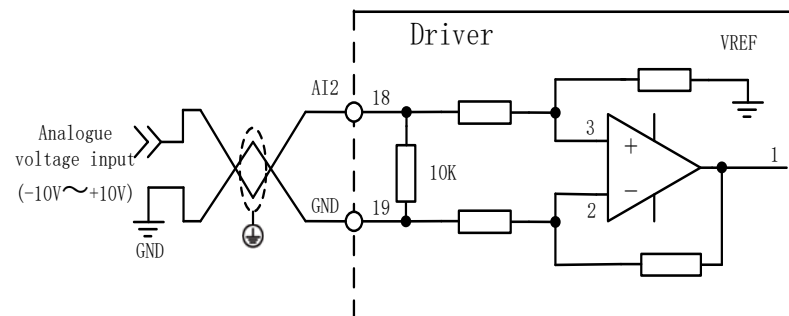 Driver
VREF
AI2
18
Analogue
voltage input
(-10V～+10V)
3
+
10K
1
−
GND
19
2
GND